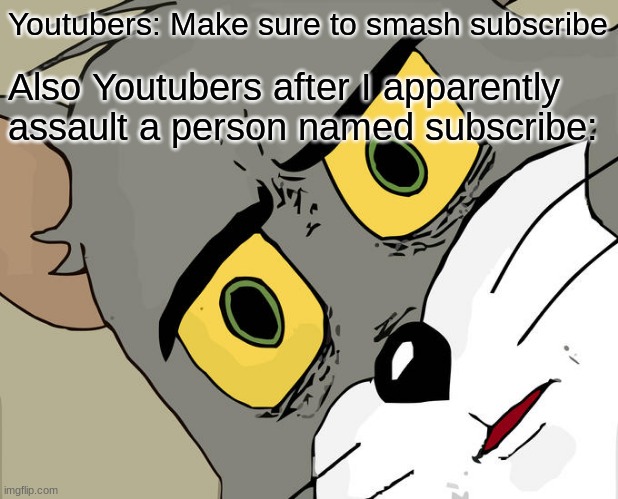 Youtubers: Make sure to smash subscribe
Also Youtubers after I apparently
assault a person named subscribe:
imgflip.com